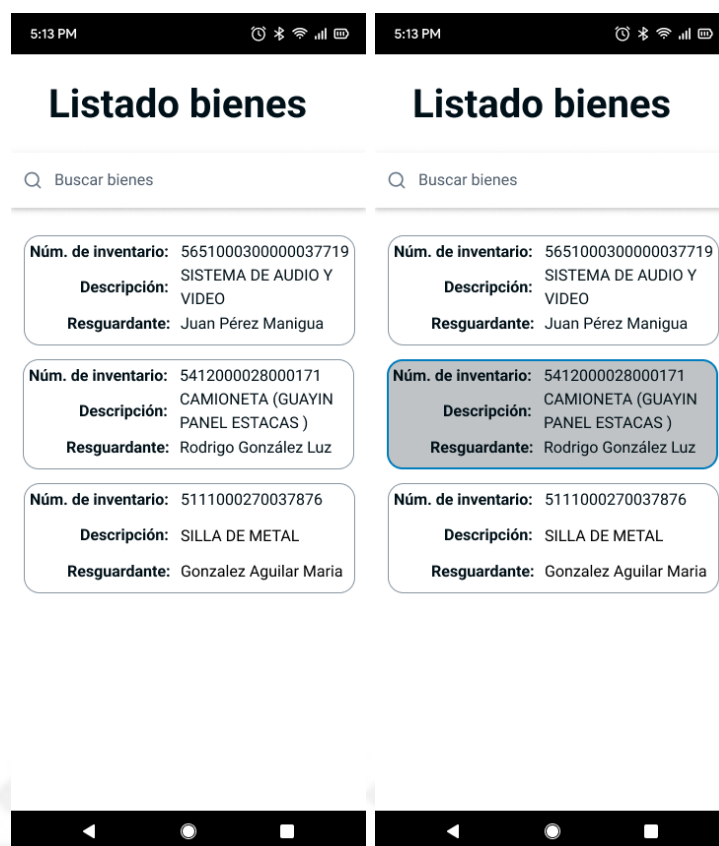 5:13 PM
Listado bienes
Buscar bienes
Núm. de inventario: 5651000300000037719
Descripción: SISTEMA DE AUDIO Y
VIDEO
Resguardante: Juan Pérez Manigua
Núm. de inventario: 5412000028000171
Descripción: CAMIONETA (GUAYIN
PANEL ESTACAS )
Resguardante: Rodrigo González Luz
Núm. de inventario: 5111000270037876
Descripción: SILLA DE METAL
Resguardante: Gonzalez Aguilar Maria
5:13 PM
Listado bienes
Buscar bienes
Núm. de inventario: 5651000300000037719
Descripción: SISTEMA DE AUDIO Y
VIDEO
Resguardante: Juan Pérez Manigua
Núm. de inventario: 5412000028000171
Descripción: CAMIONETA (GUAYIN
PANEL ESTACAS )
Resguardante: Rodrigo González Luz
Núm. de inventario: 5111000270037876
Descripción: SILLA DE METAL
Resguardante: Gonzalez Aguilar Maria